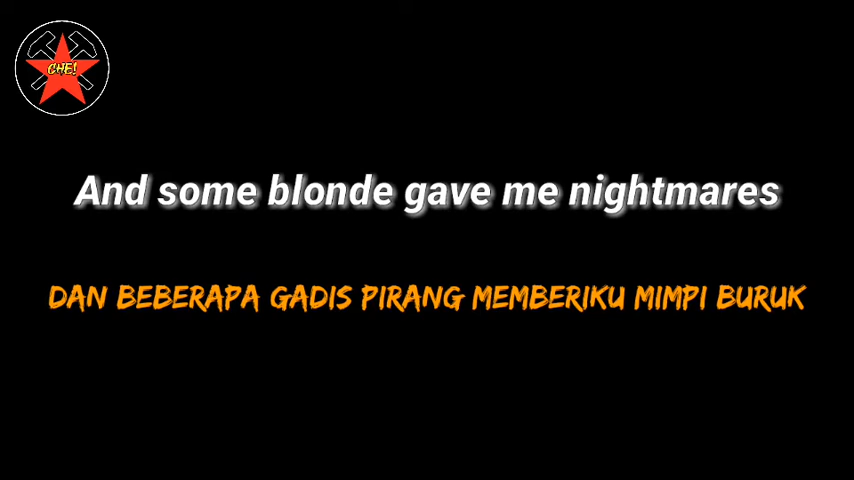 CHE!
And some blonde gave me nightmares
DAN BEBERAPA GADIS PIRANG MEMBERIKU MIMPI BURUK